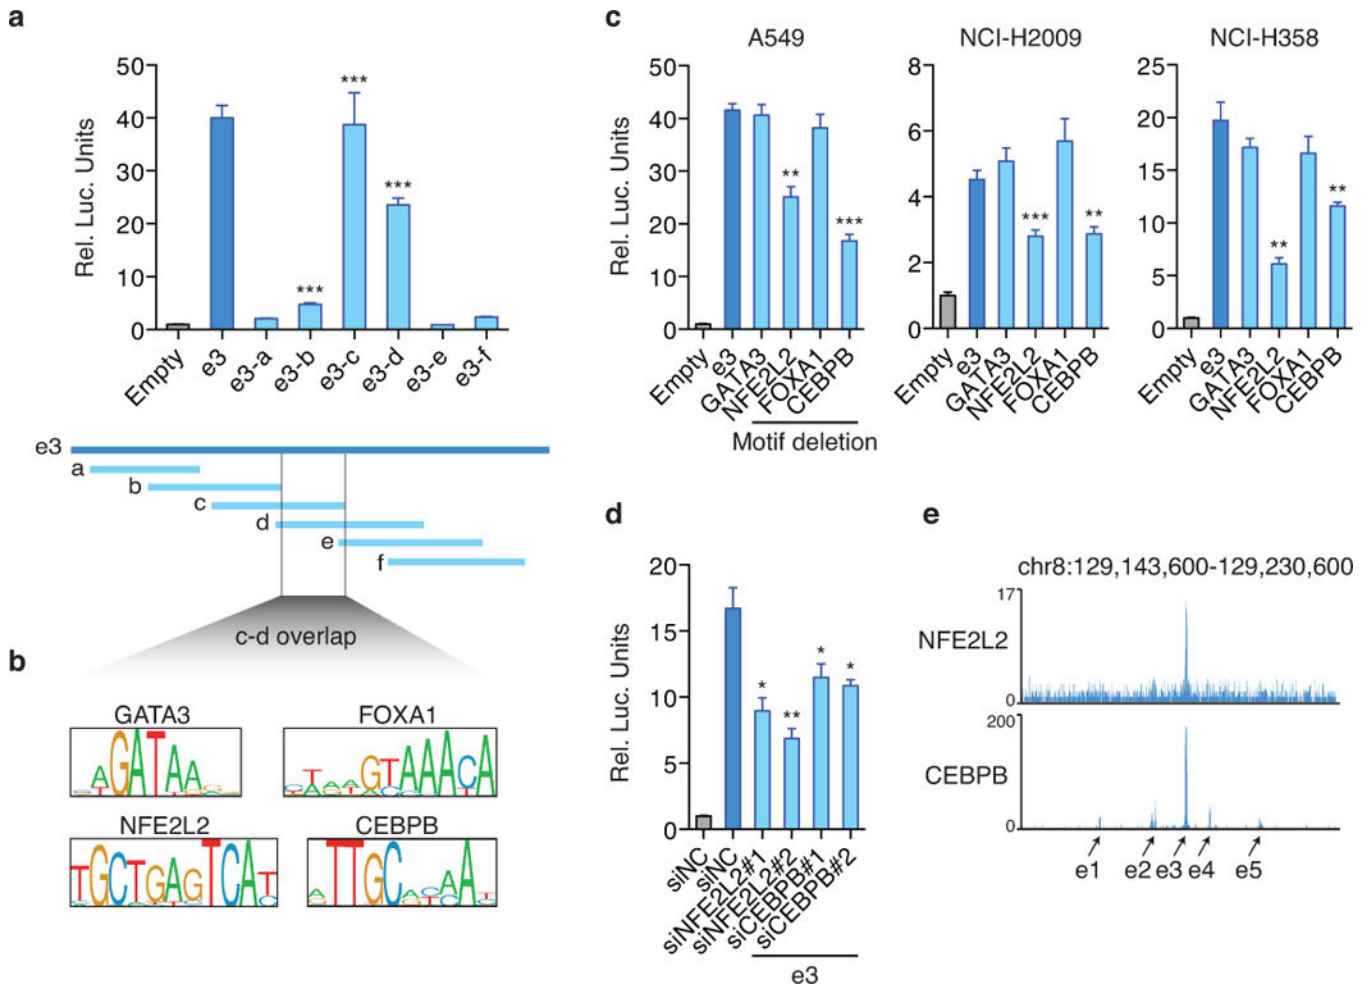 a
Rel. Luc. Units
50
40
30
20
10
0
***
***
***
Empty
e3
e3-a
e3-b
e3-c
e3-d
e3-e
e3-f
e3
a
b
c
d
e
f
c-d overlap
b
GATA3
FOXA1
NFE2L2
CEBPB
c
A549
Rel. Luc. Units
50
40
30
20
10
0
**
***
Empty
e3
GATA3
NFE2L2
FOXA1
CEBPB
Motif deletion
NCI-H2009
8
6
4
2
0
***
**
Empty
e3
GATA3
NFE2L2
FOXA1
CEBPB
NCI-H358
25
20
15
10
5
0
**
**
Empty
e3
GATA3
NFE2L2
FOXA1
CEBPB
d
Rel. Luc. Units
20
15
10
5
0
*
**
*
*
siNC
siNC
siNFE2L2#1
siNFE2L2#2
siCEBPB#1
siCEBPB#2
e3
e
chr8:129,143,600-129,230,600
17
NFE2L2
0
200
CEBPB
0
e1 e2 e3 e4 e5